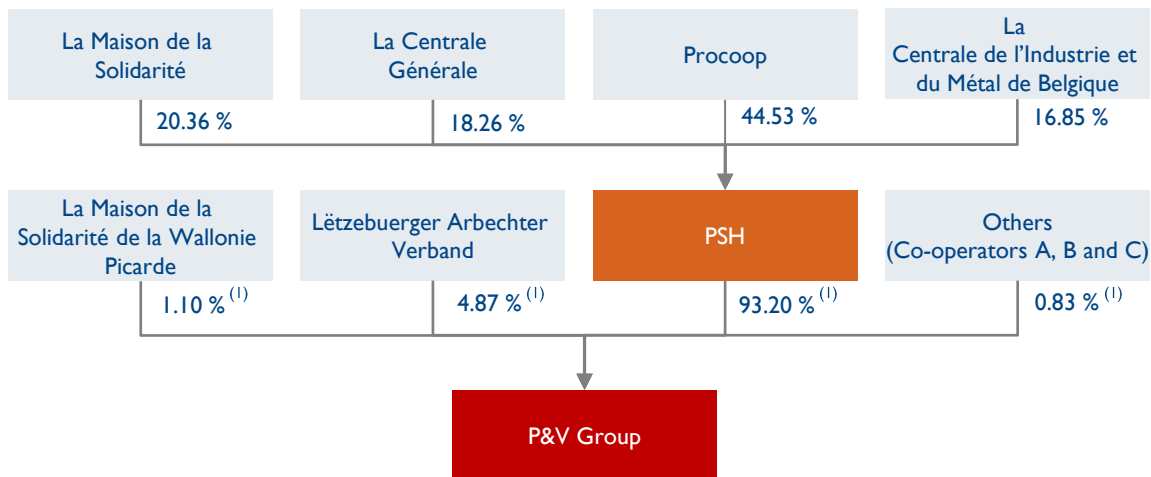 La Maison de la
Solidarité
La Centrale
Générale
Procoop
La
Centrale de l’Industrie et
du Métal de Belgique
20.36 %
18.26 %
44.53 %
16.85 %
La Maison de la
Solidarité de la Wallonie
Picarde
Lëtzebuerger Arbechter
Verband
PSH
Others
(Co-operators A, B and C)
1.10 % (1)
4.87 % (1)
93.20 % (1)
0.83 % (1)
P&V Group